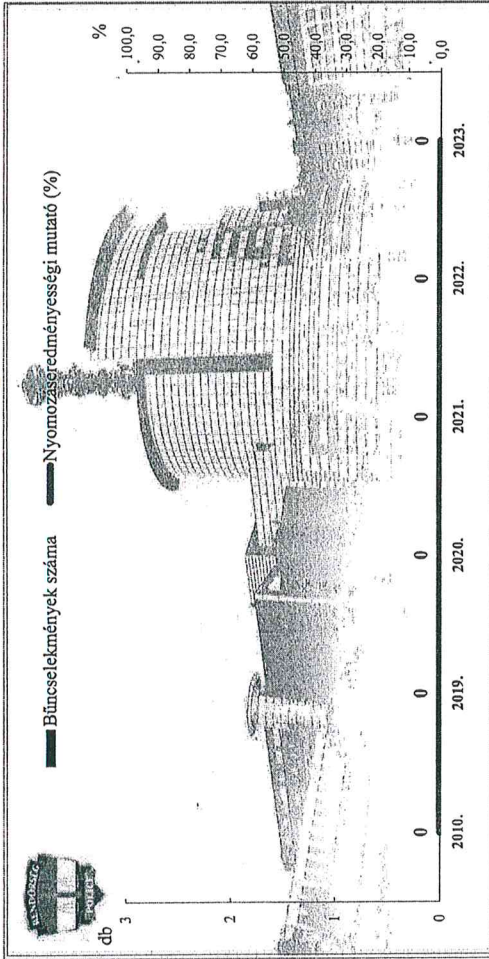 RENDŐRSÉG
POLICE
Bűncselekmények száma
Nyomozáseredményességi mutató (%)
db
%
3
2
1
0
100,0
90,0
80,0
70,0
60,0
50,0
40,0
30,0
20,0
10,0
0,0
0 0 0 0 0 0
2010. 2019. 2020. 2021. 2022. 2023.